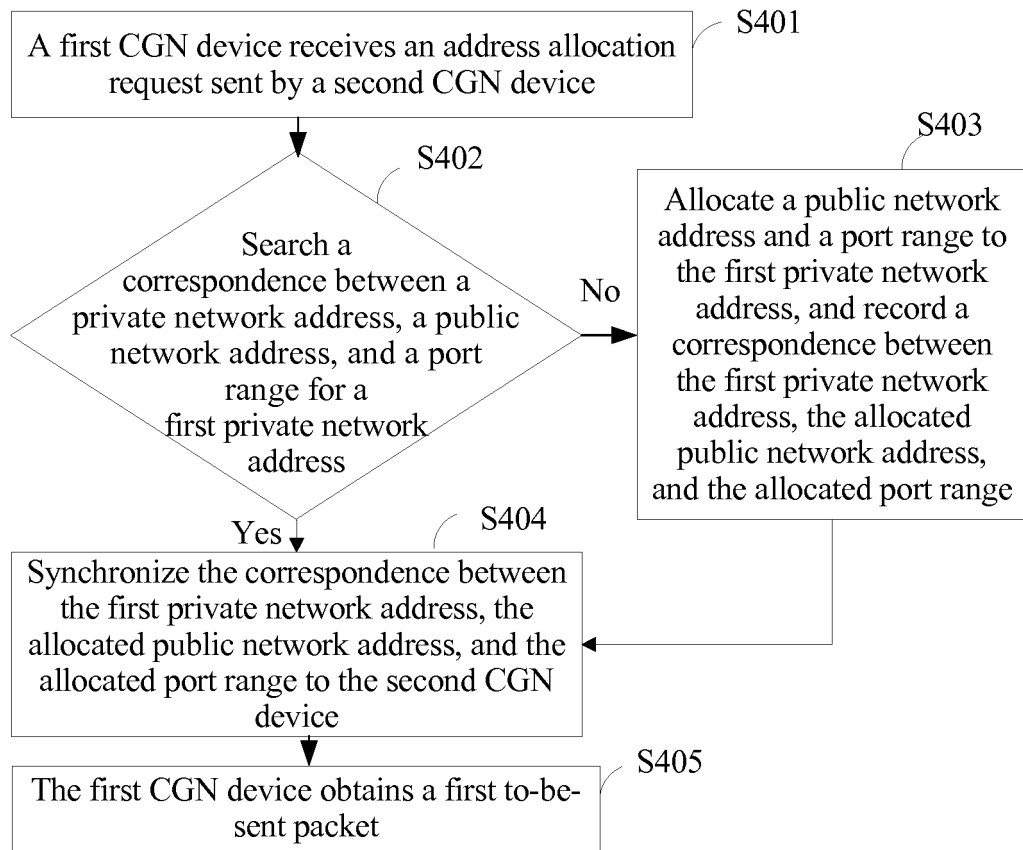 S401
A first CGN device receives an address allocation
request sent by a second CGN device
S402
Search a
correspondence between a
private network address, a public
network address, and a port
range for a
first private network
address
No
S403
Allocate a public network
address and a port range to
the first private network
address, and record a
correspondence between
the first private network
address, the allocated
public network address,
and the allocated port range
Yes
S404
Synchronize the correspondence between
the first private network address, the
allocated public network address, and the
allocated port range to the second CGN
device
S405
The first CGN device obtains a first to-be-
sent packet